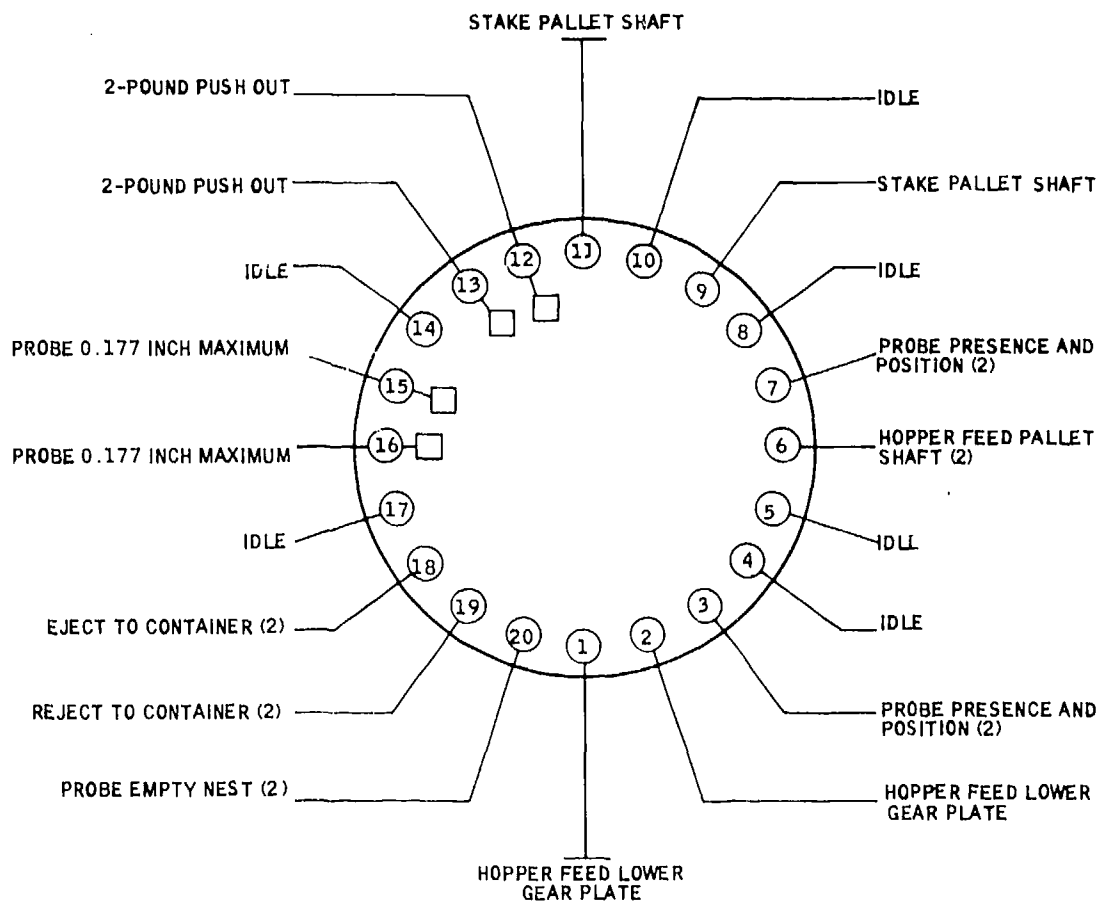 STAKE PALLET SHAFT
2-POUND PUSH OUT
IDLE
2-POUND PUSH OUT
STAKE PALLET SHAFT
IDLE
IDLE
PROBE 0.177 INCH MAXIMUM
PROBE PRESENCE AND
POSITION (2)
PROBE 0.177 INCH MAXIMUM
HOPPER FEED PALLET
SHAFT (2)
IDLE
IDLE
EJECT TO CONTAINER (2)
IDLE
REJECT TO CONTAINER (2)
PROBE PRESENCE AND
POSITION (2)
PROBE EMPTY NEST (2)
HOPPER FEED LOWER
GEAR PLATE
HOPPER FEED LOWER
GEAR PLATE
1
2
3
4
5
6
7
8
9
10
11
12
13
14
15
16
17
18
19
20